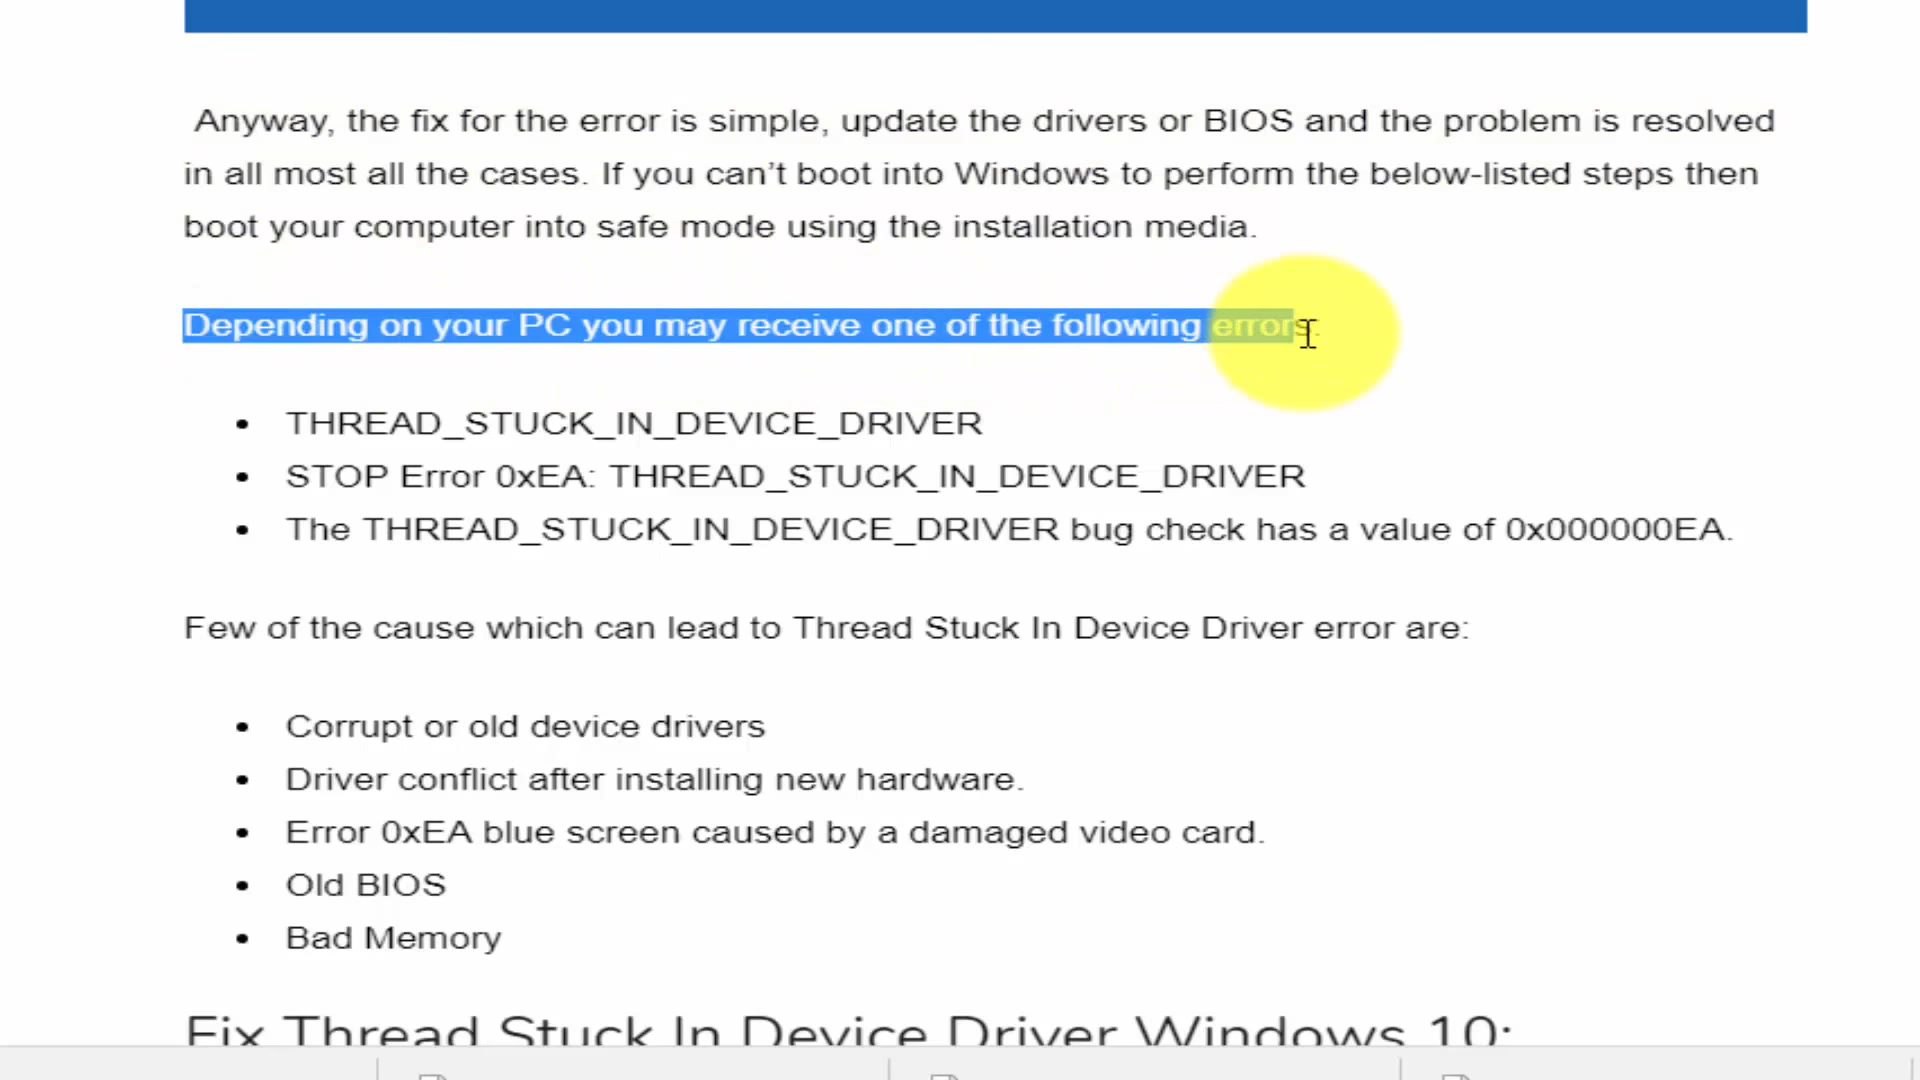 Anyway, the fix for the error is simple, update the drivers or BIOS and the problem is resolved
in all most all the cases. If you can’t boot into Windows to perform the below-listed steps then
boot your computer into safe mode using the installation media.
Depending on your PC you may receive one of the following errors.
THREAD_STUCK_IN_DEVICE_DRIVER
STOP Error 0xEA: THREAD_STUCK_IN_DEVICE_DRIVER
The THREAD_STUCK_IN_DEVICE_DRIVER bug check has a value of 0x000000EA.
Few of the cause which can lead to Thread Stuck In Device Driver error are:
Corrupt or old device drivers
Driver conflict after installing new hardware.
Error 0xEA blue screen caused by a damaged video card.
Old BIOS
Bad Memory
Fix Thread Stuck In Device Driver Windows 10: